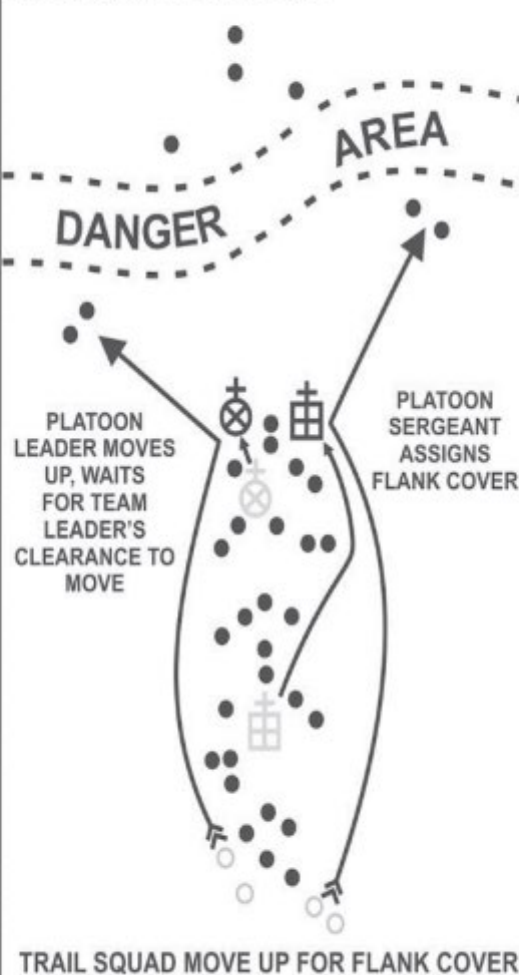 AREA
DANGER
PLATOON
LEADER MOVES
UP, WAITS
FOR TEAM
LEADER'S
CLEARANCE TO
MOVE
PLATOON
SERGEANT
ASSIGNS
FLANK COVER
TRAIL SQUAD MOVE UP FOR FLANK COVER